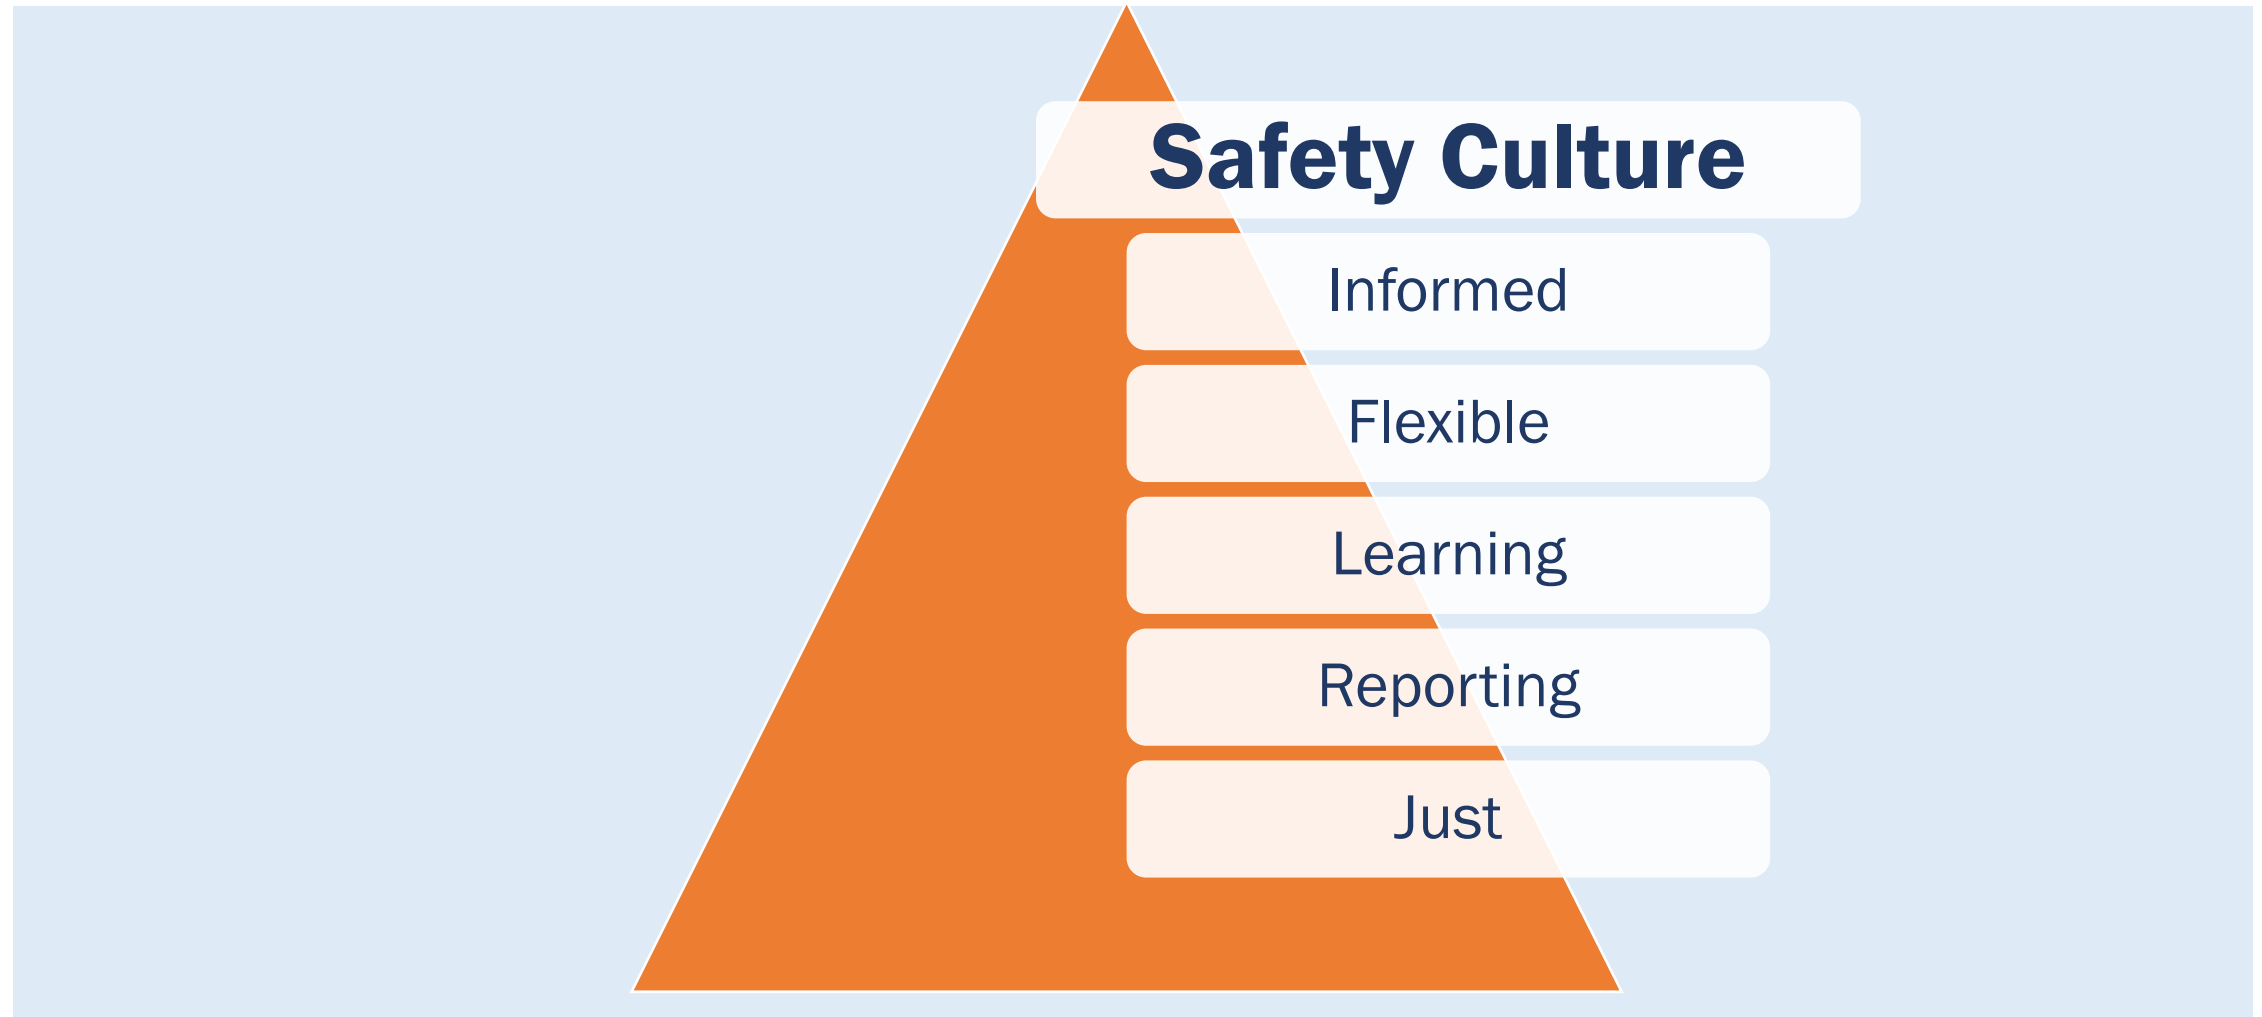 Safety Culture
Informed
Flexible
Learning
Reporting
Just